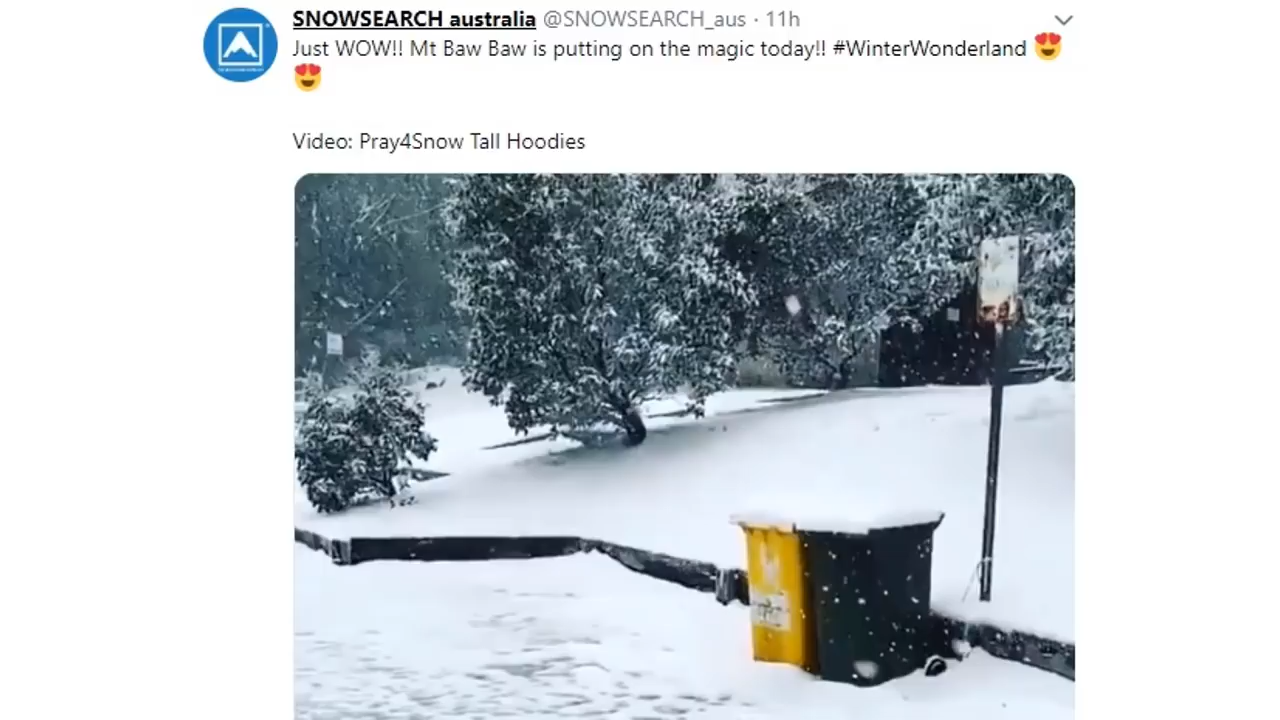 SNOWSEARCH australia @SNOWSEARCH_aus · 11h
Just WOW!! Mt Baw Baw is putting on the magic today!! #WinterWonderland 😍
😍
Video: Pray4Snow Tall Hoodies